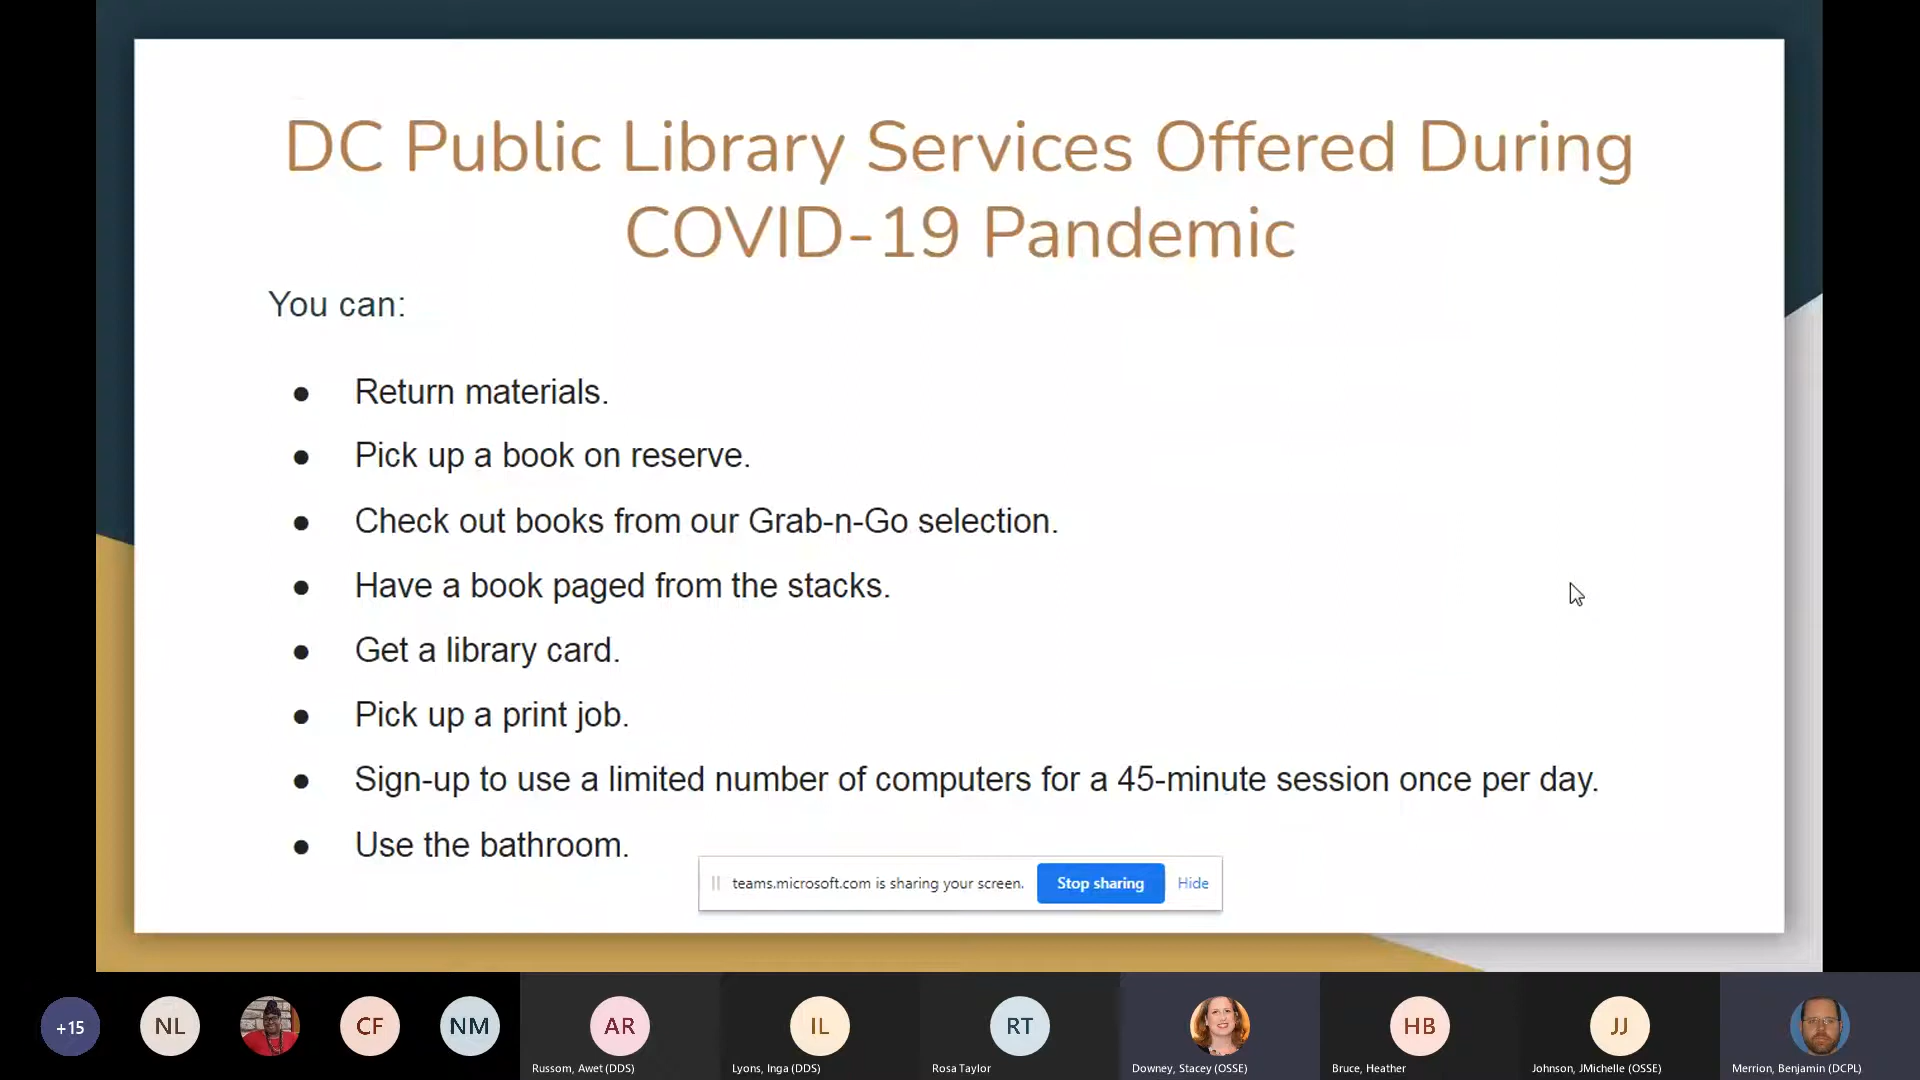 DC Public Library Services Offered During
COVID-19 Pandemic
You can:
● Return materials.
● Pick up a book on reserve.
● Check out books from our Grab-n-Go selection.
● Have a book paged from the stacks.
● Get a library card.
● Pick up a print job.
● Sign-up to use a limited number of computers for a 45-minute session once per day.
● Use the bathroom.
teams.microsoft.com is sharing your screen. Stop sharing Hide
+15 NL CF NM AR IL RT HB JJ
Russom, Awet (DDS) Lyons, Inga (DDS) Rosa Taylor Downey, Stacey (OSSE) Bruce, Heather Johnson, JMichelle (OSSE) Merrion, Benjamin (DCPL)